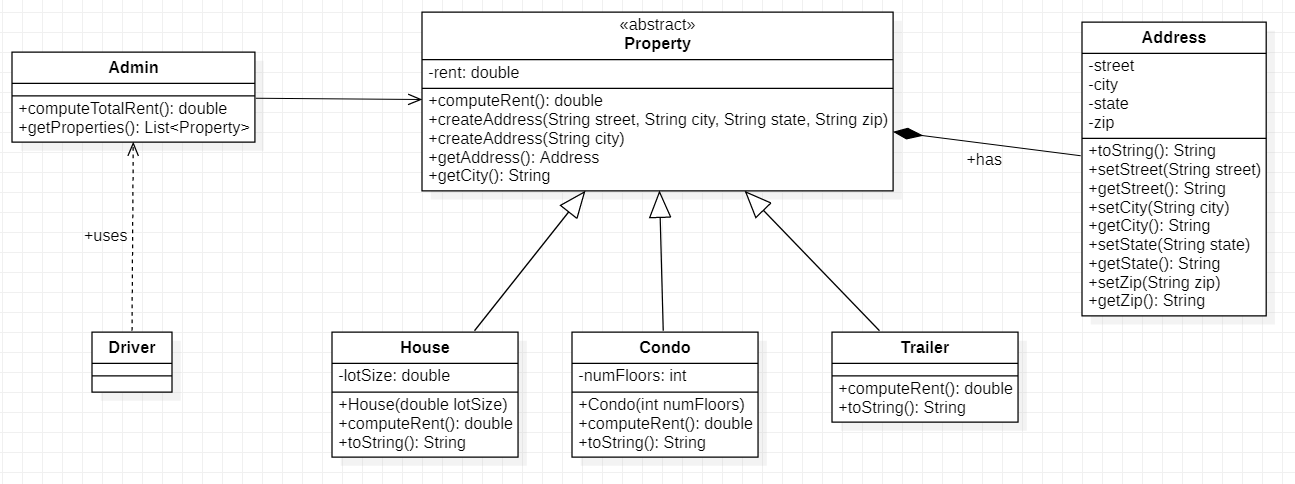 Admin
+computeTotalRent(): double
+getProperties(): List<Property>
«abstract»
Property
-rent: double
+computeRent(): double
+createAddress(String street, String city, String state, String zip)
+createAddress(String city)
+getAddress(): Address
+getCity(): String
Address
-street
-city
-state
-zip
+toString(): String
+setStreet(String street)
+getStreet(): String
+setCity(String city)
+getCity(): String
+setState(String state)
+getState(): String
+setZip(String zip)
+getZip(): String
+has
+uses
Driver
House
-lotSize: double
+House(double lotSize)
+computeRent(): double
+toString(): String
Condo
-numFloors: int
+Condo(int numFloors)
+computeRent(): double
+toString(): String
Trailer
+computeRent(): double
+toString(): String